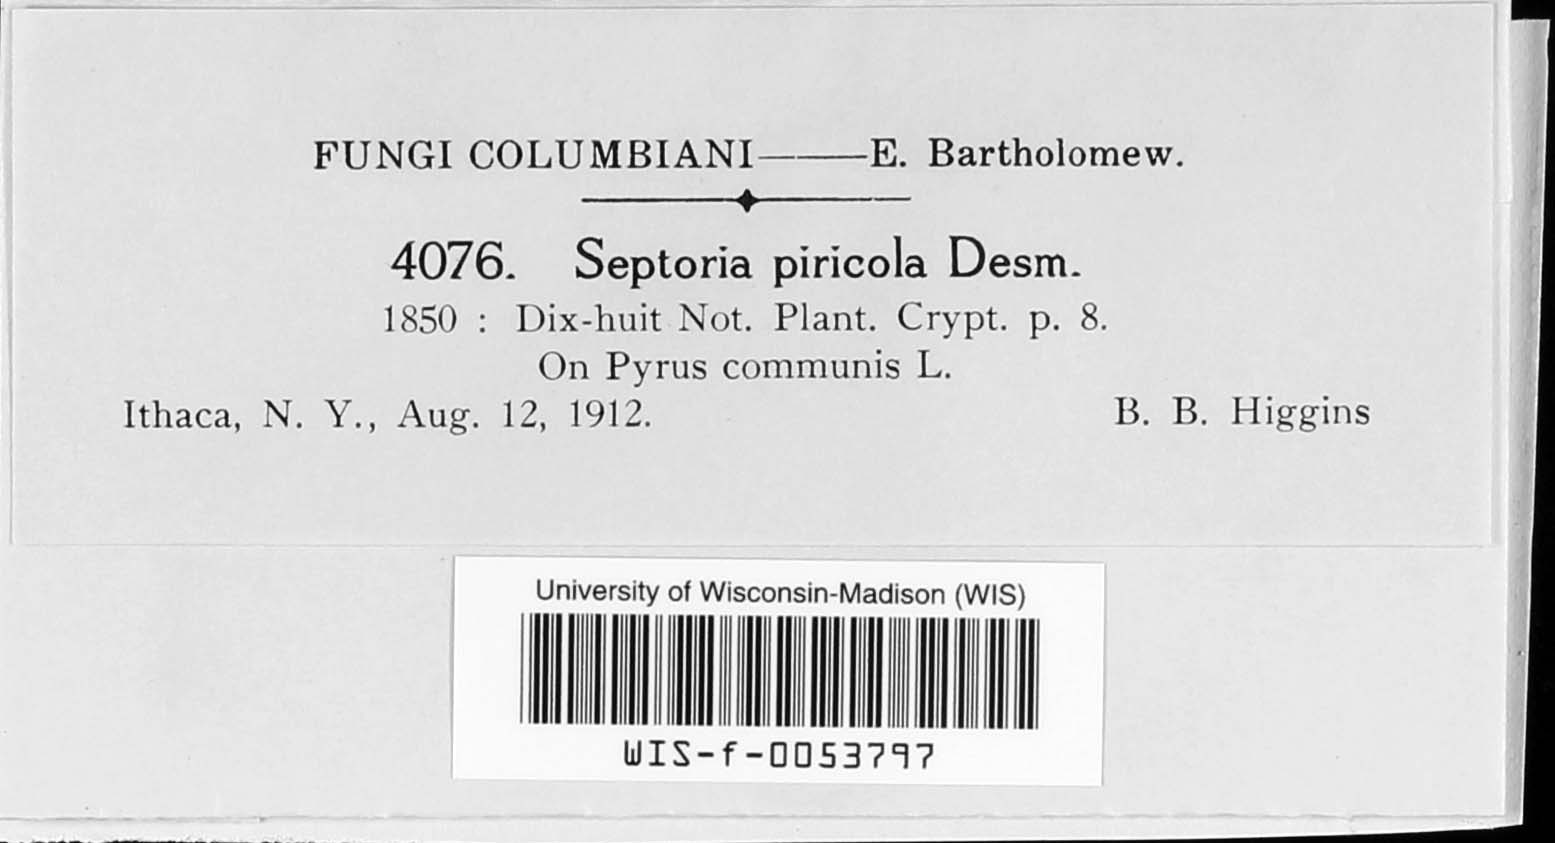 FUNGI COLUMBIANI——E. Bartholomew.
4076. Septoria piricola Desm.
1850 : Dix-huit Not. Plant. Crypt. p. 8.
On Pyrus communis L.
Ithaca, N. Y., Aug. 12, 1912. B. B. Higgins
University of Wisconsin-Madison (WIS)
WIS-f-0053797